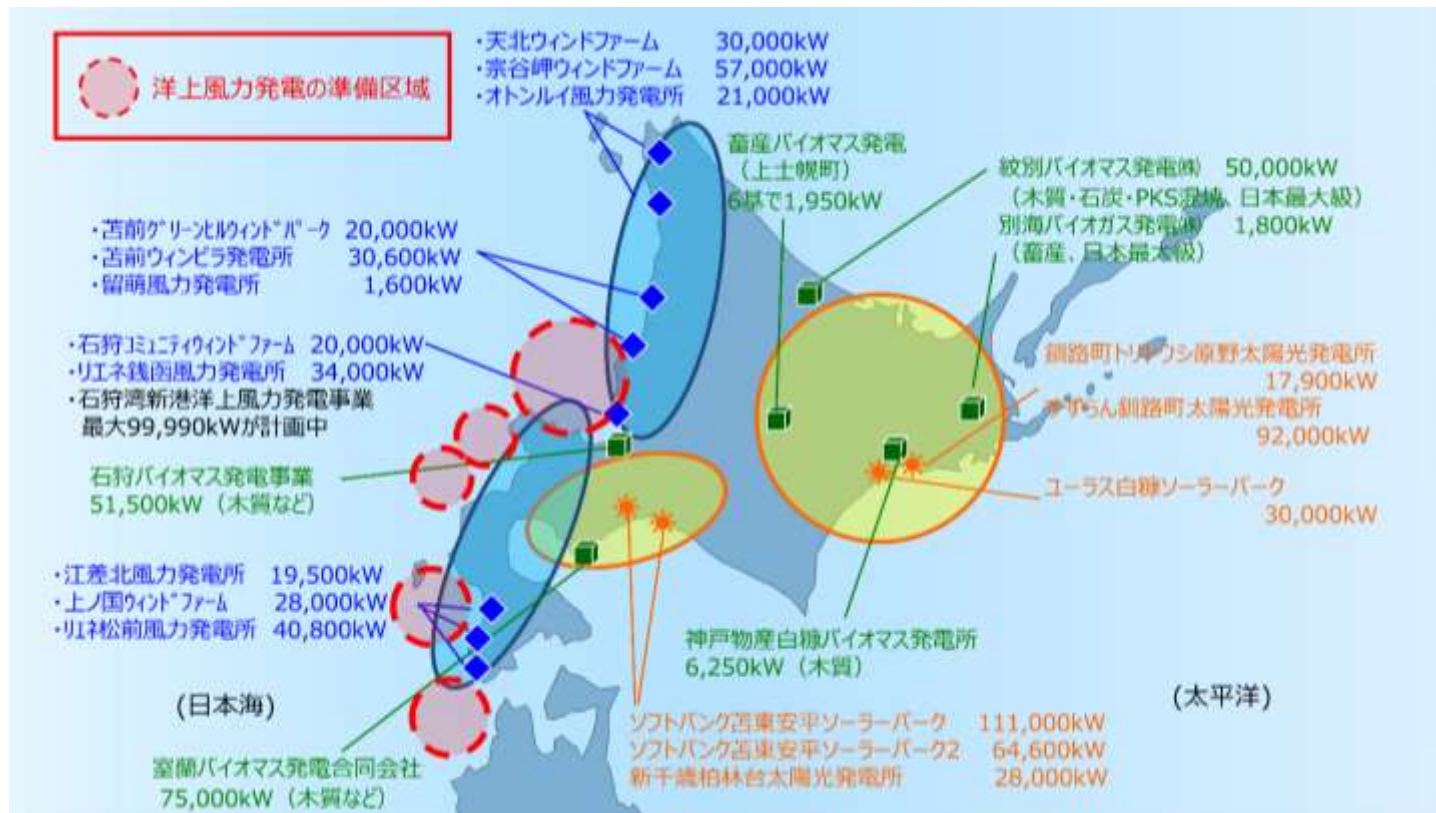 洋上風力発電の準備区域
・天北ウィンドファーム 30,000kW
・宗谷岬ウィンドファーム 57,000kW
・オトンルイ風力発電所 21,000kW
畜産バイオマス発電
（上士幌町）
6基で1,950kW
紋別バイオマス発電㈱ 50,000kW
（木質・石炭・PKS混焼、日本最大級）
別海バイオガス発電㈱ 1,800kW
（畜産、日本最大級）
・苫前ｸﾞﾘｰﾝﾋﾙｳｨﾝﾄﾞﾊﾟｰｸ 20,000kW
・苫前ウィンビラ発電所 30,600kW
・留萌風力発電所 1,600kW
・石狩ｺﾐｭﾆﾃｨｳｨﾝﾄﾞﾌｧｰﾑ 20,000kW
・ﾘエネ銭函風力発電所 34,000kW
・石狩湾新港洋上風力発電事業
最大99,990kWが計画中
釧路町トリトウシ原野太陽光発電所
17,900kW
すずらん釧路町太陽光発電所
92,000kW
石狩バイオマス発電事業
51,500kW（木質など）
ユーラス白糠ソーラーパーク
30,000kW
・江差北風力発電所 19,500kW
・上ノ国ｳｨﾝﾄﾞﾌｧｰﾑ 28,000kW
・ﾘｴﾈ松前風力発電所 40,800kW
神戸物産白糠バイオマス発電所
6,250kW（木質）
(日本海)
(太平洋)
ソフトバンク苫東安平ソーラーパーク 111,000kW
ソフトバンク苫東安平ソーラーパーク2 64,600kW
新千歳柏林台太陽光発電所 28,000kW
室蘭バイオマス発電合同会社
75,000kW（木質など）